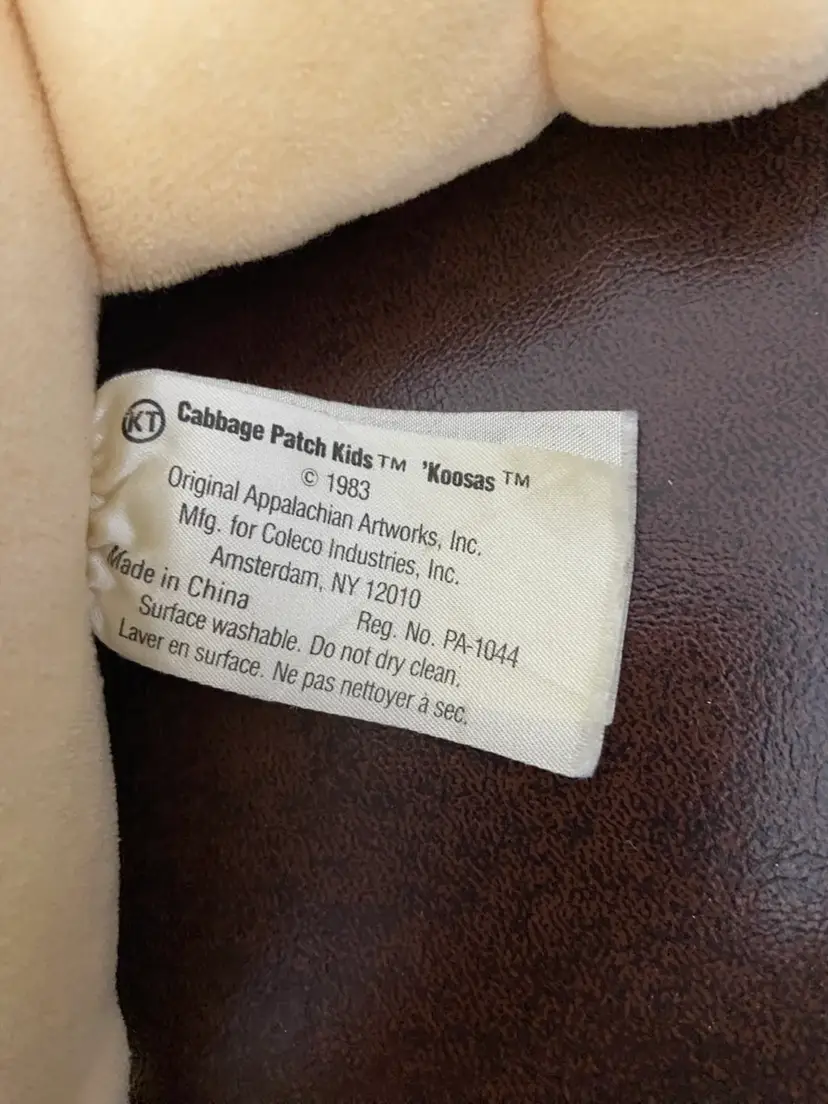 KT Cabbage Patch Kids™ 'Koosas™
© 1983
Original Appalachian Artworks, Inc.
Mfg. for Coleco Industries, Inc.
Amsterdam, NY 12010
Made in China Reg. No. PA-1044
Surface washable. Do not dry clean.
Laver en surface. Ne pas nettoyer à sec.